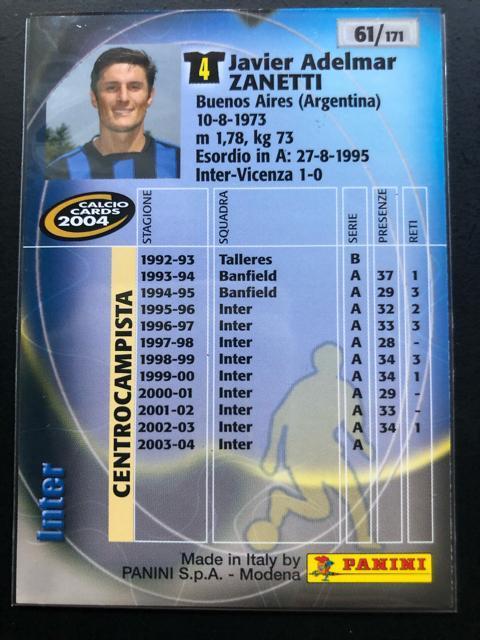 61/171
4
Javier Adelmar
ZANETTI
Buenos Aires (Argentina)
10-8-1973
m 1,78, kg 73
Esordio in A: 27-8-1995
Inter-Vicenza 1-0
CALCIO
CARDS
2004
STAGIONE SQUADRA SERIE PRESENZE RETI
1992-93 Talleres B
1993-94 Banfield A 37 1
1994-95 Banfield A 29 3
1995-96 Inter A 32 2
1996-97 Inter A 33 3
1997-98 Inter A 28 -
1998-99 Inter A 34 3
1999-00 Inter A 34 1
2000-01 Inter A 29 -
2001-02 Inter A 33 -
2002-03 Inter A 34 1
2003-04 Inter A
CENTROCAMPISTA
Inter
Made in Italy by
PANINI S.p.A. - Modena
PANINI